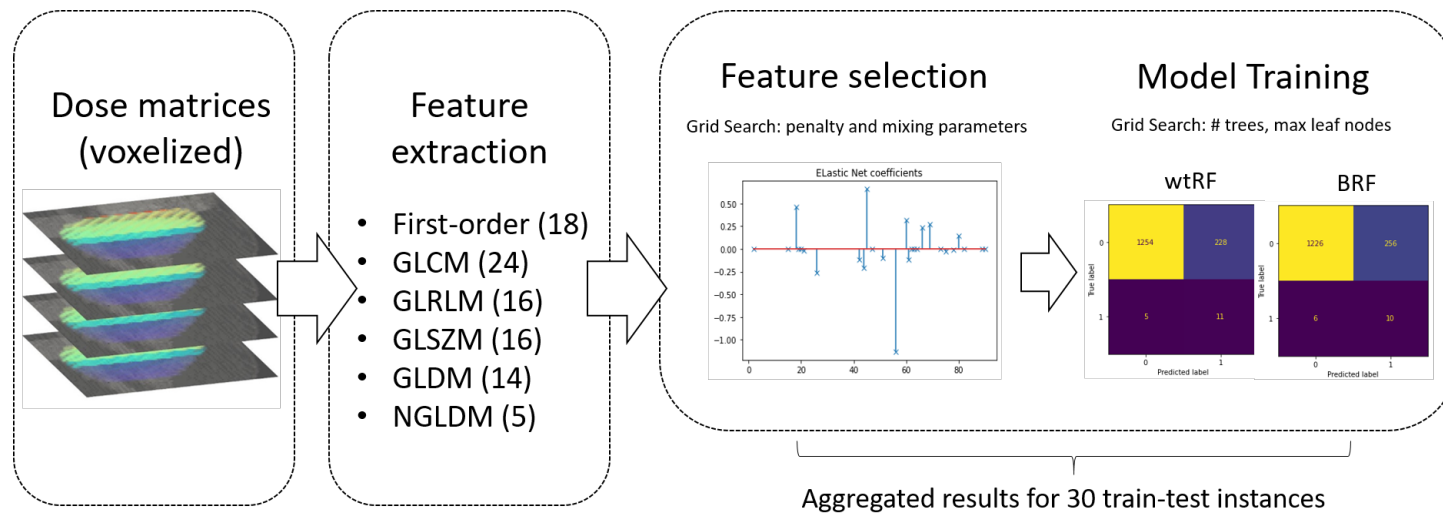 Dose matrices
(voxelized)
Feature
extraction
• First-order (18)
• GLCM (24)
• GLRLM (16)
• GLSZM (16)
• GLDM (14)
• NGLDM (5)
Feature selection
Grid Search: penalty and mixing parameters
ELastic Net coefficients
0.50
0.25
0.00
−0.25
−0.50
−0.75
−1.00
0 20 40 60 80
Model Training
Grid Search: # trees, max leaf nodes
wtRF
True label
0
1
1254 228
5 11
0 1
Predicted label
BRF
True label
0
1
1226 256
6 10
0 1
Predicted label
Aggregated results for 30 train-test instances